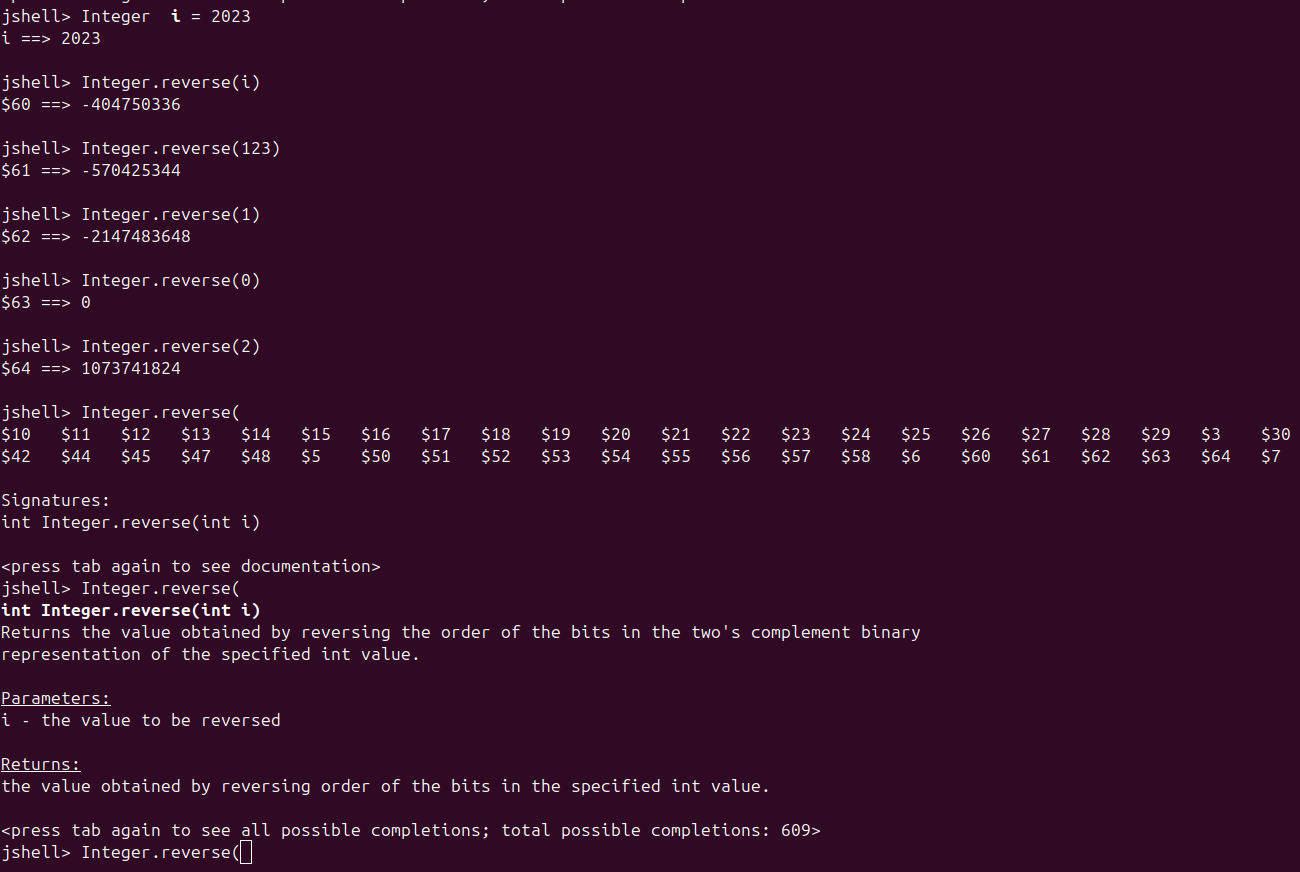 jshell> Integer  i = 2023
i ==> 2023
jshell> Integer.reverse(i)
$60 ==> -404750336
jshell> Integer.reverse(123)
$61 ==> -570425344
jshell> Integer.reverse(1)
$62 ==> -2147483648
jshell> Integer.reverse(0)
$63 ==> 0
jshell> Integer.reverse(2)
$64 ==> 1073741824
jshell> Integer.reverse(
$10   $11   $12   $13   $14   $15   $16   $17   $18   $19   $20   $21   $22   $23   $24   $25   $26   $27   $28   $29   $3    $30
$42   $44   $45   $47   $48   $5    $50   $51   $52   $53   $54   $55   $56   $57   $58   $6    $60   $61   $62   $63   $64   $7
Signatures:
int Integer.reverse(int i)
<press tab again to see documentation>
jshell> Integer.reverse(
int Integer.reverse(int i)
Returns the value obtained by reversing the order of the bits in the two's complement binary
representation of the specified int value.
Parameters:
i - the value to be reversed
Returns:
the value obtained by reversing order of the bits in the specified int value.
<press tab again to see all possible completions; total possible completions: 609>
jshell> Integer.reverse(